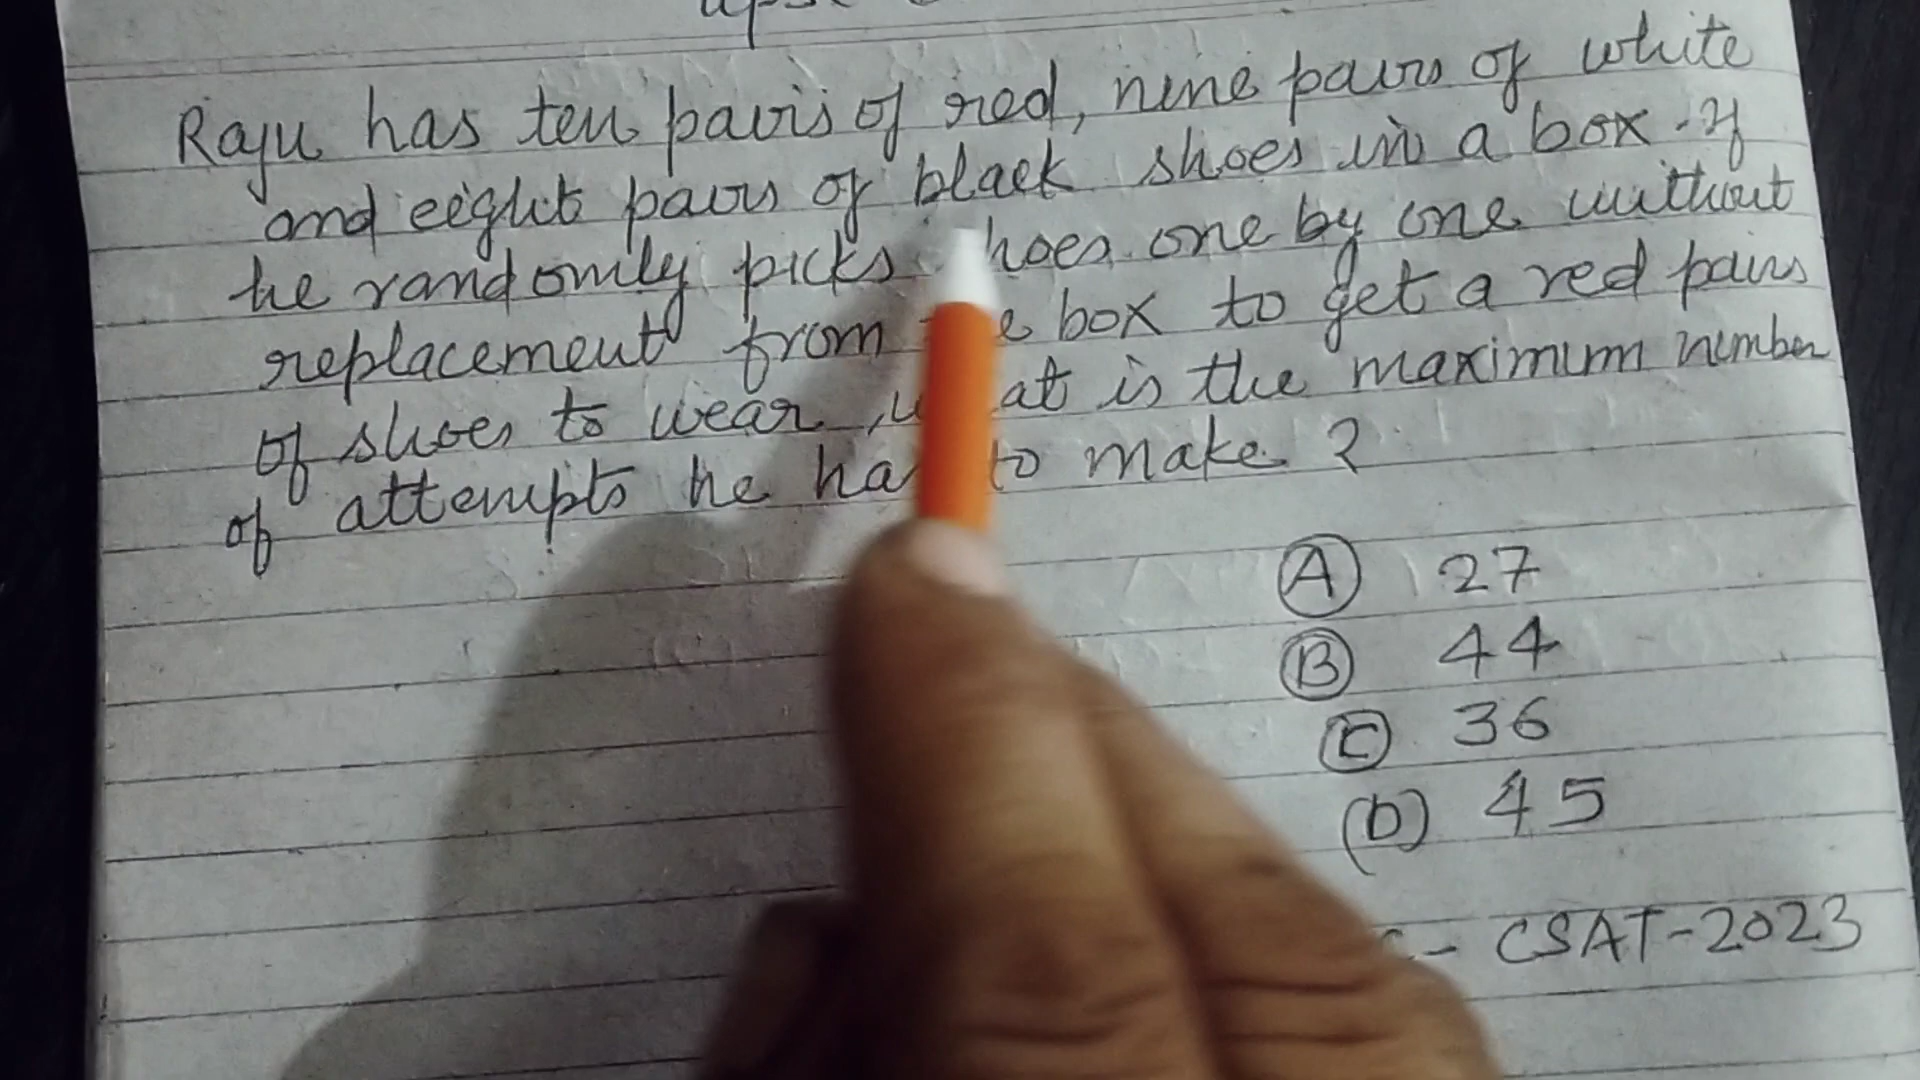 Raju has ten pairs of red, nine pairs of white
and eight pairs of black shoes in a box. If
he randomly picks hoes one by one without
replacement from e box to get a red pairs
of shoes to wear, at is the maximum number
of attempts he ha to make?
A 27
B 44
C 36
(D) 45
- CSAT-2023